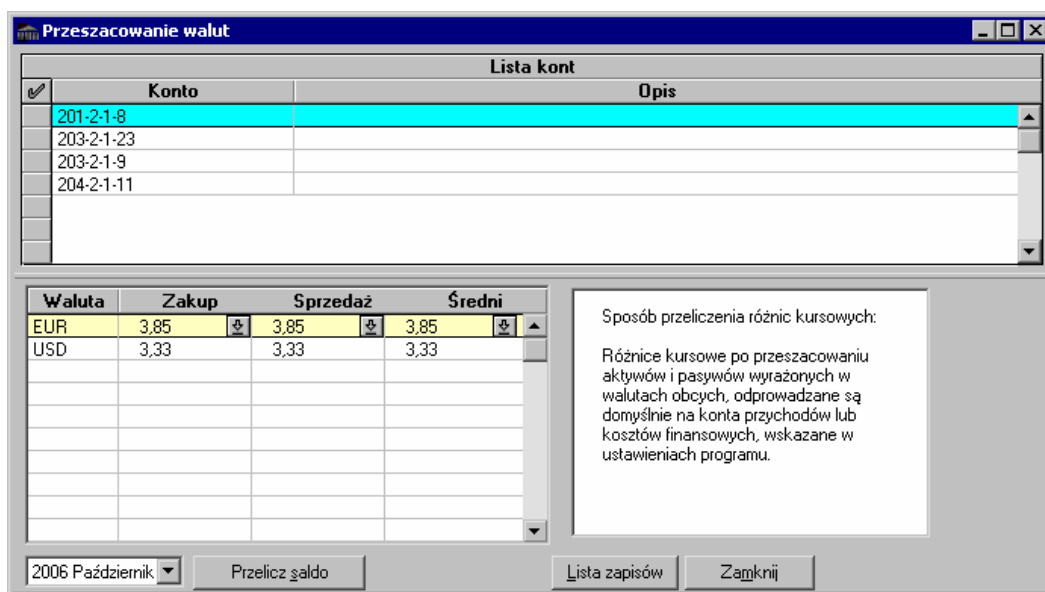 Przeszacowanie walut
Lista kont
Konto Opis
201-2-1-8
203-2-1-23
203-2-1-9
204-2-1-11
Waluta Zakup Sprzedaż Średni
EUR 3,85 3,85 3,85
USD 3,33 3,33 3,33
Sposób przeliczenia różnic kursowych:
Różnice kursowe po przeszacowaniu
aktywów i pasywów wyrażonych w
walutach obcych, odprowadzane są
domyślnie na konta przychodów lub
kosztów finansowych, wskazane w
ustawieniach programu.
2006 Październik Przelicz saldo Lista zapisów Zamknij